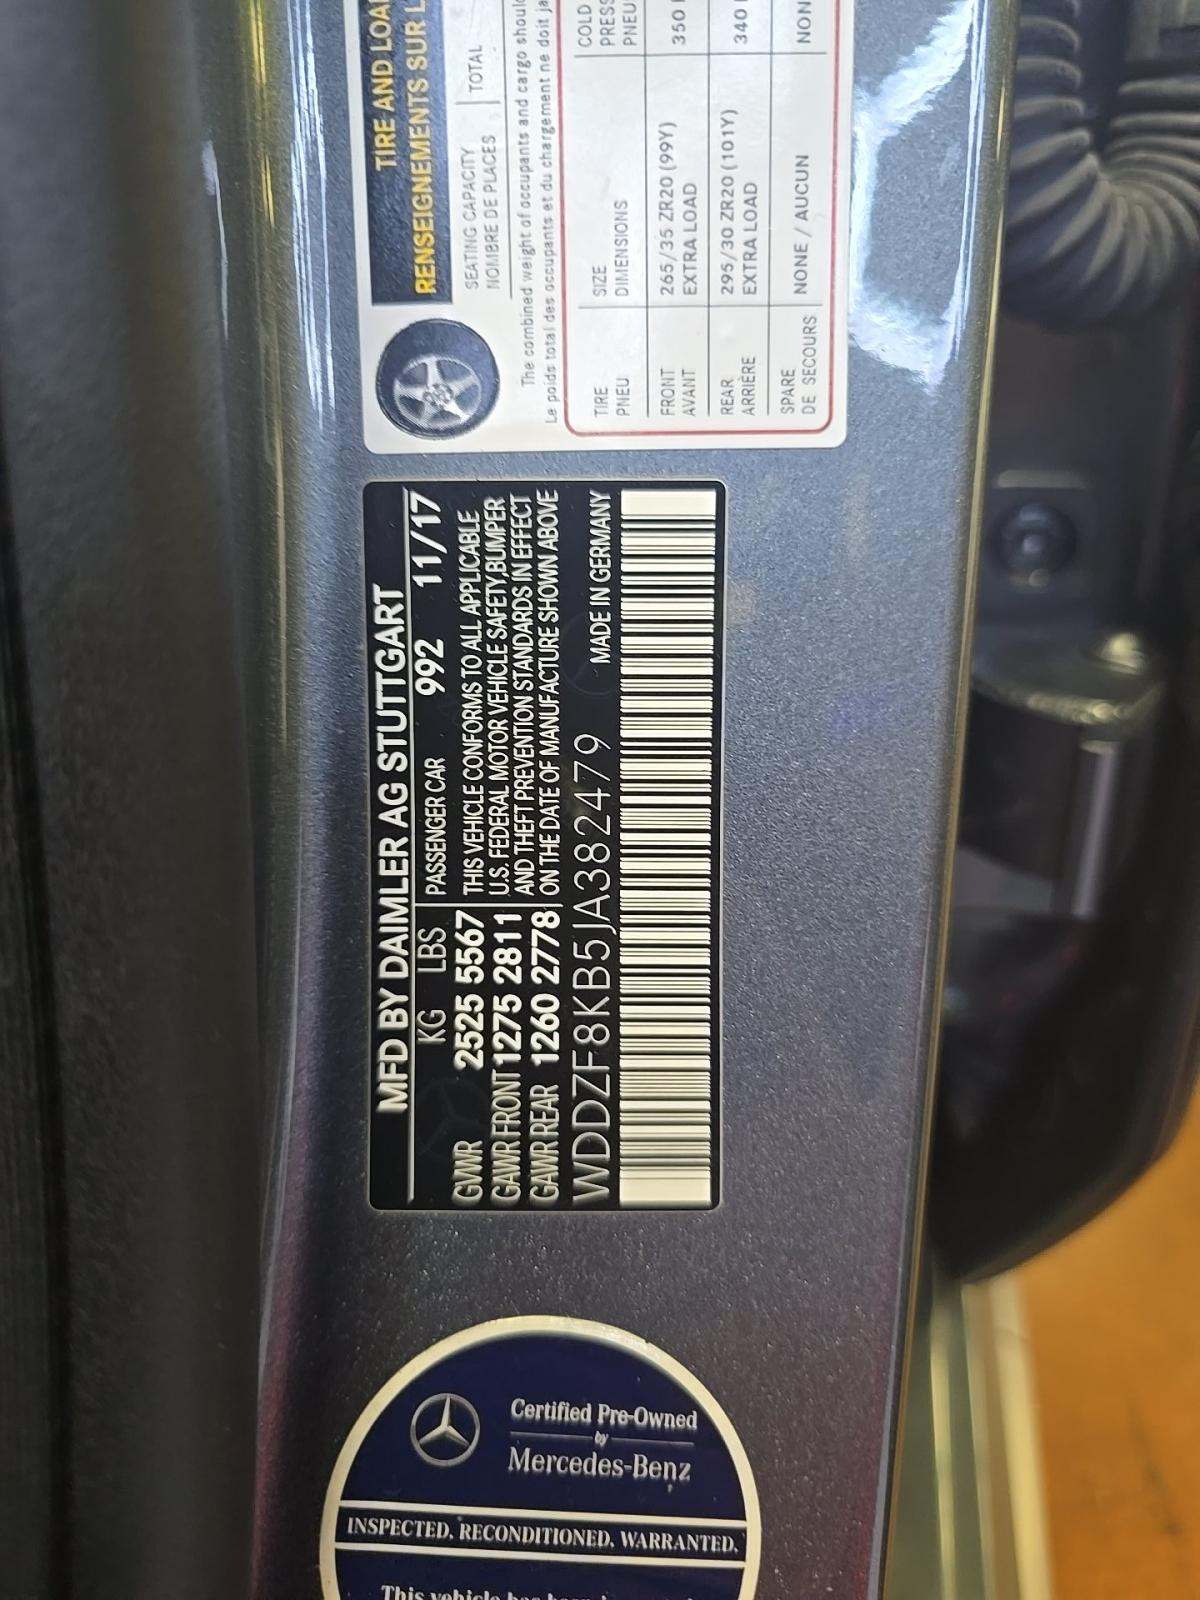 TIRE AND LOA
RENSEIGNEMENTS SUR L
SEATING CAPACITY
NOMBRE DE PLACES
TOTAL
The combined weight of occupants and cargo shoul
Le poids total des occupants et du chargement ne doit ja
TIRE SIZE COLD
PNEU DIMENSIONS PRESS
PNEU
FRONT 265/35 ZR20 (99Y) 350
AVANT EXTRA LOAD
REAR 295/30 ZR20 (101Y) 340
ARRIÈRE EXTRA LOAD
SPARE
DE SECOURS NONE / AUCUN NON
MFD BY DAIMLER AG STUTTGART
KG LBS PASSENGER CAR 992 11/17
GVWR 2525 5567 THIS VEHICLE CONFORMS TO ALL APPLICABLE
GAWR FRONT 1275 2811 U.S. FEDERAL MOTOR VEHICLE SAFETY,BUMPER
GAWR REAR 1260 2778 AND THEFT PREVENTION STANDARDS IN EFFECT
ON THE DATE OF MANUFACTURE SHOWN ABOVE
WDDZF8KB5JA382479 MADE IN GERMANY
Certified Pre-Owned
by
Mercedes-Benz
INSPECTED. RECONDITIONED. WARRANTED.
This vehicle has been